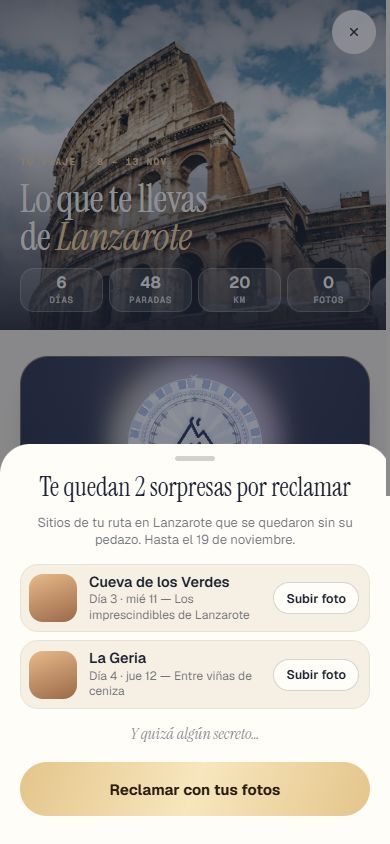 ✕
TU VIAJE · 8 – 13 NOV
Lo que te llevas
de Lanzarote
6
DÍAS
48
PARADAS
20
KM
0
FOTOS
Te quedan 2 sorpresas por reclamar
Sitios de tu ruta en Lanzarote que se quedaron sin su
pedazo. Hasta el 19 de noviembre.
Cueva de los Verdes
Día 3 · mié 11 — Los
imprescindibles de Lanzarote
Subir foto
La Geria
Día 4 · jue 12 — Entre viñas de
ceniza
Subir foto
Y quizá algún secreto...
Reclamar con tus fotos